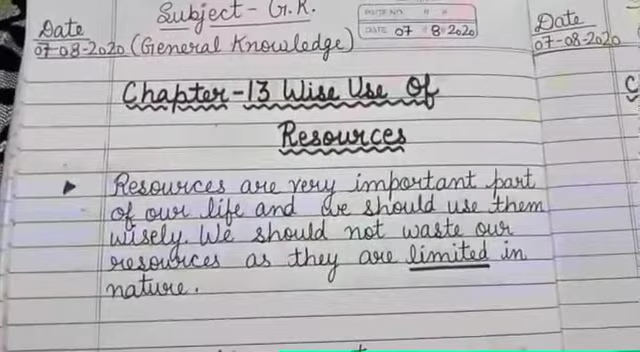 Subject - G.K.
Date
07-08-2020 (General Knowledge)
DATE 07 8 2020
Date
07-08-2020
Chapter-13 Wise Use Of
Resources
Resources are very important part
of our life and we should use them
wisely. We should not waste our
resources as they are limited in
nature.